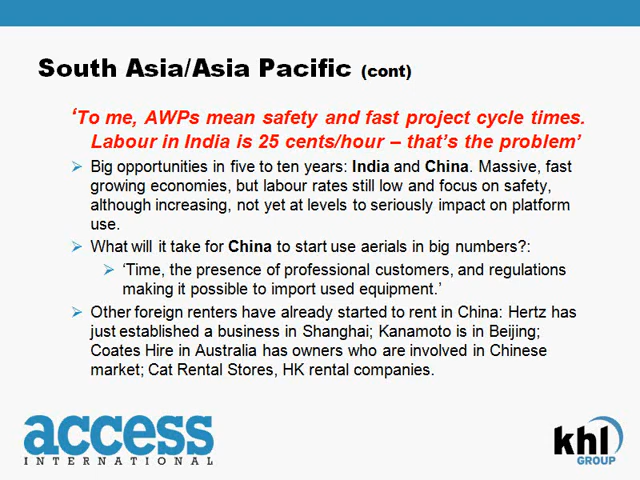 South Asia/Asia Pacific (cont)
‘To me, AWPs mean safety and fast project cycle times.
Labour in India is 25 cents/hour – that’s the problem’
Big opportunities in five to ten years: India and China. Massive, fast
growing economies, but labour rates still low and focus on safety,
although increasing, not yet at levels to seriously impact on platform
use.
What will it take for China to start use aerials in big numbers?:
‘Time, the presence of professional customers, and regulations
making it possible to import used equipment.’
Other foreign renters have already started to rent in China: Hertz has
just established a business in Shanghai; Kanamoto is in Beijing;
Coates Hire in Australia has owners who are involved in Chinese
market; Cat Rental Stores, HK rental companies.
access
INTERNATIONAL
khl
GROUP